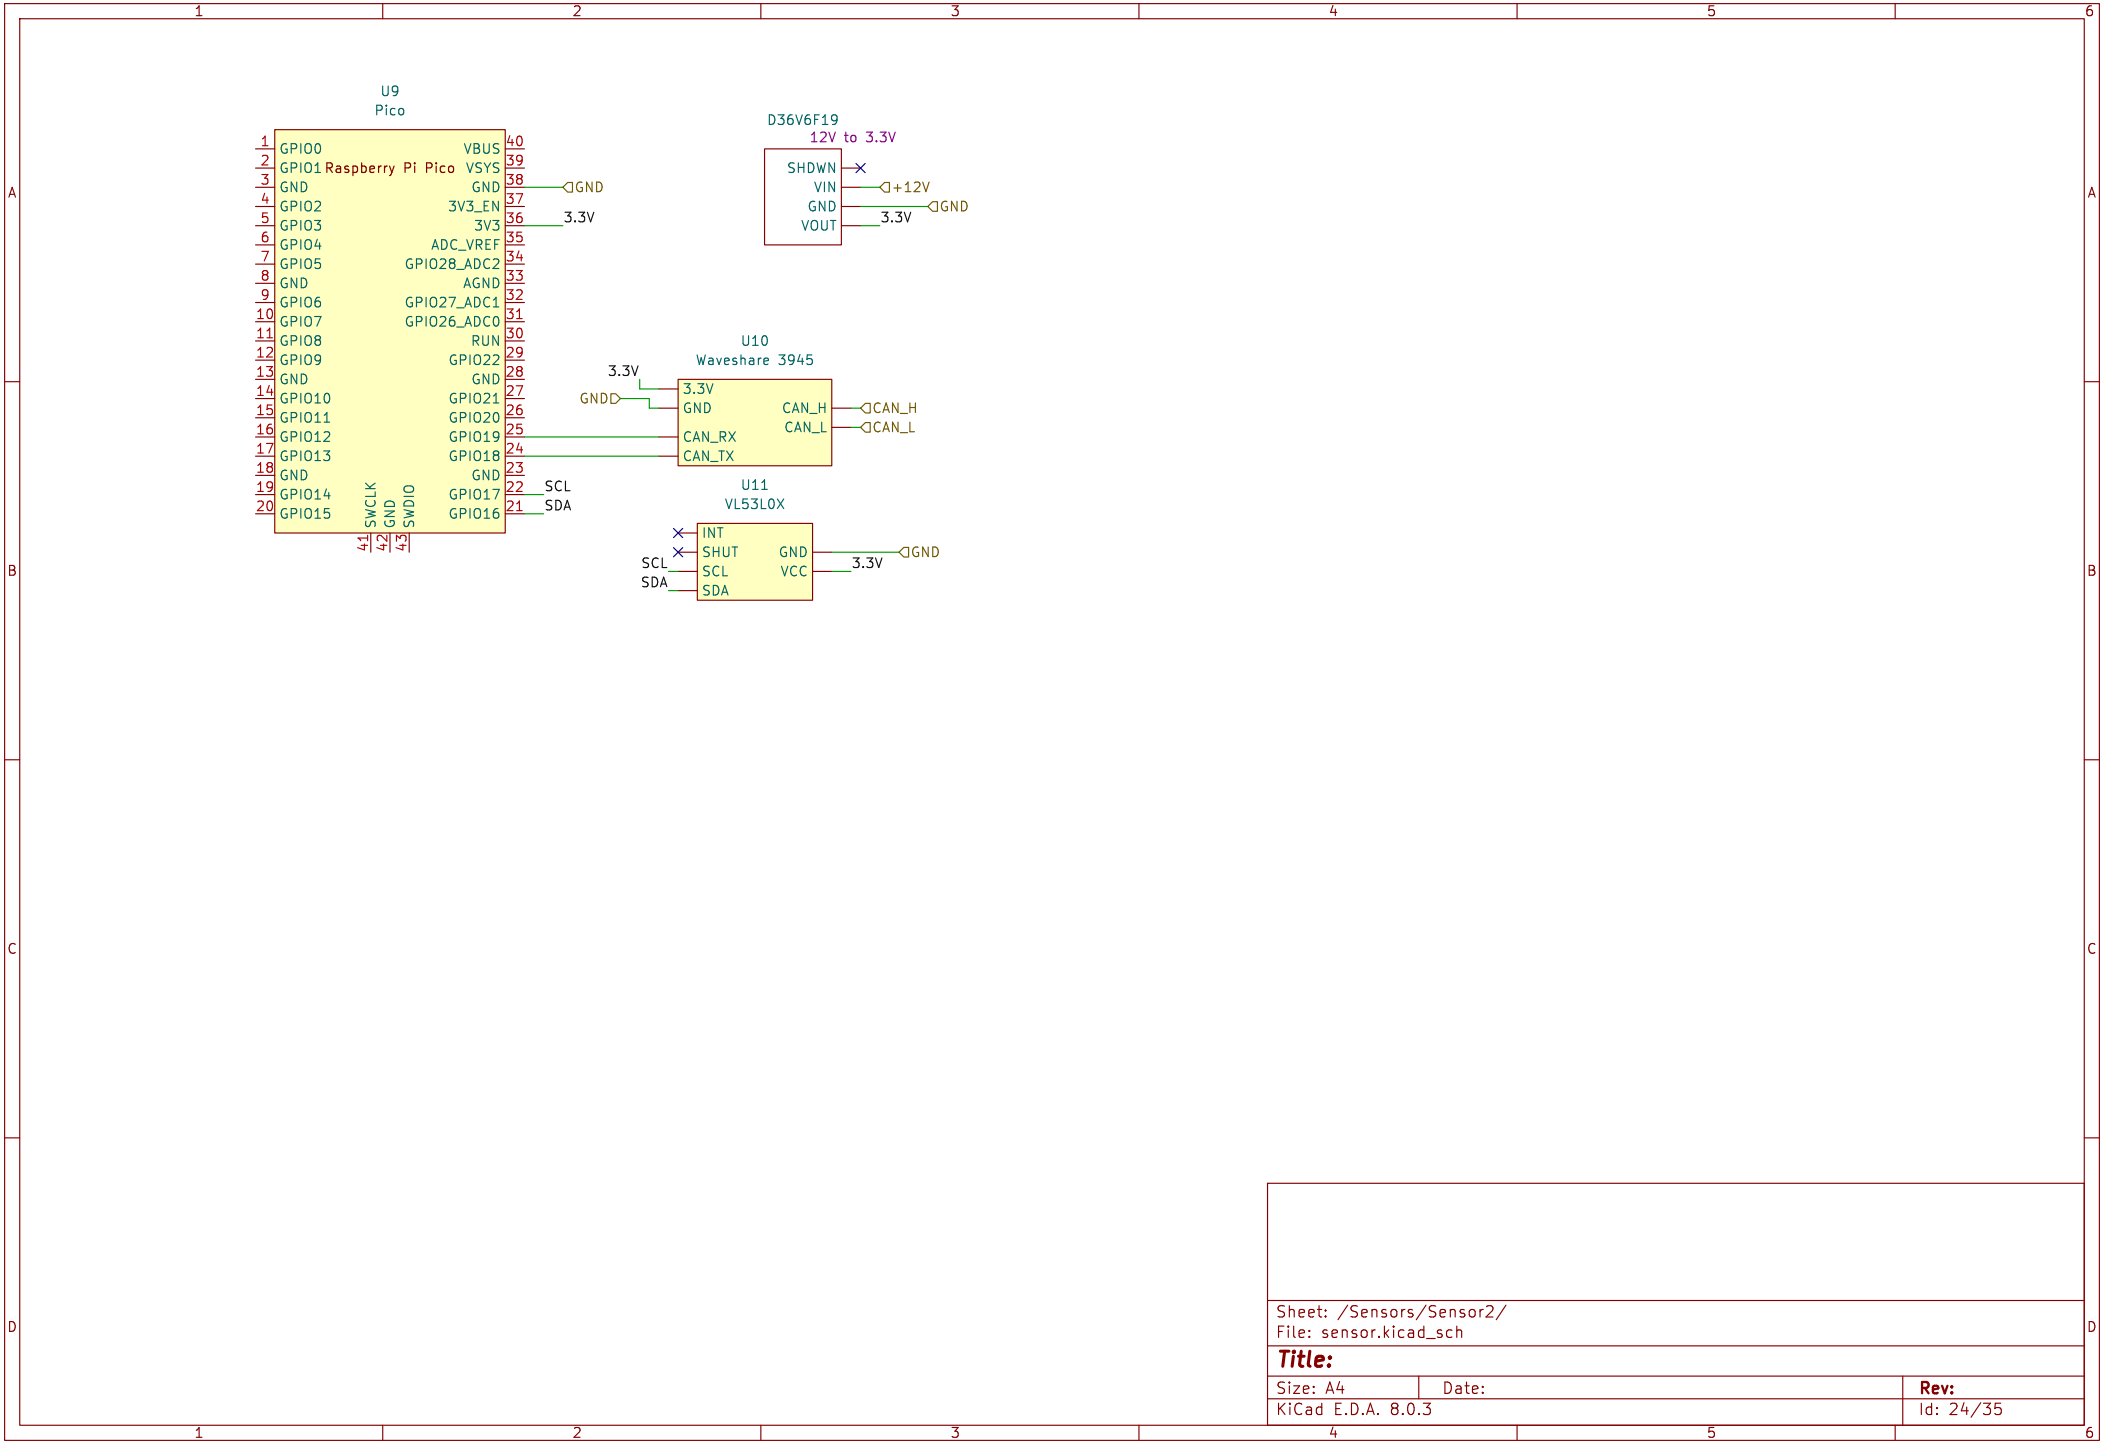 1 2 3 4 5 6
A A
B B
C C
D D
U9
Pico
Raspberry Pi Pico
1 GPIO0
2 GPIO1
3 GND
4 GPIO2
5 GPIO3
6 GPIO4
7 GPIO5
8 GND
9 GPIO6
10 GPIO7
11 GPIO8
12 GPIO9
13 GND
14 GPIO10
15 GPIO11
16 GPIO12
17 GPIO13
18 GND
19 GPIO14
20 GPIO15
VBUS 40
VSYS 39
GND 38 GND
3V3_EN 37
3V3 36 3.3V
ADC_VREF 35
GPIO28_ADC2 34
AGND 33
GPIO27_ADC1 32
GPIO26_ADC0 31
RUN 30
GPIO22 29
GND 28
GPIO21 27
GPIO20 26
GPIO19 25
GPIO18 24
GND 23
GPIO17 22 SCL
GPIO16 21 SDA
SWCLK 41
GND 42
SWDIO 43
D36V6F19
12V to 3.3V
SHDWN
VIN +12V
GND GND
VOUT 3.3V
U10
Waveshare 3945
3.3V 3.3V
GND GND
CAN_RX
CAN_TX
CAN_H CAN_H
CAN_L CAN_L
U11
VL53L0X
INT
SHUT
SCL SCL
SDA SDA
GND GND
VCC 3.3V
Sheet: /Sensors/Sensor2/
File: sensor.kicad_sch
Title:
Size: A4 Date: Rev:
KiCad E.D.A. 8.0.3 Id: 24/35
1 2 3 4 5 6